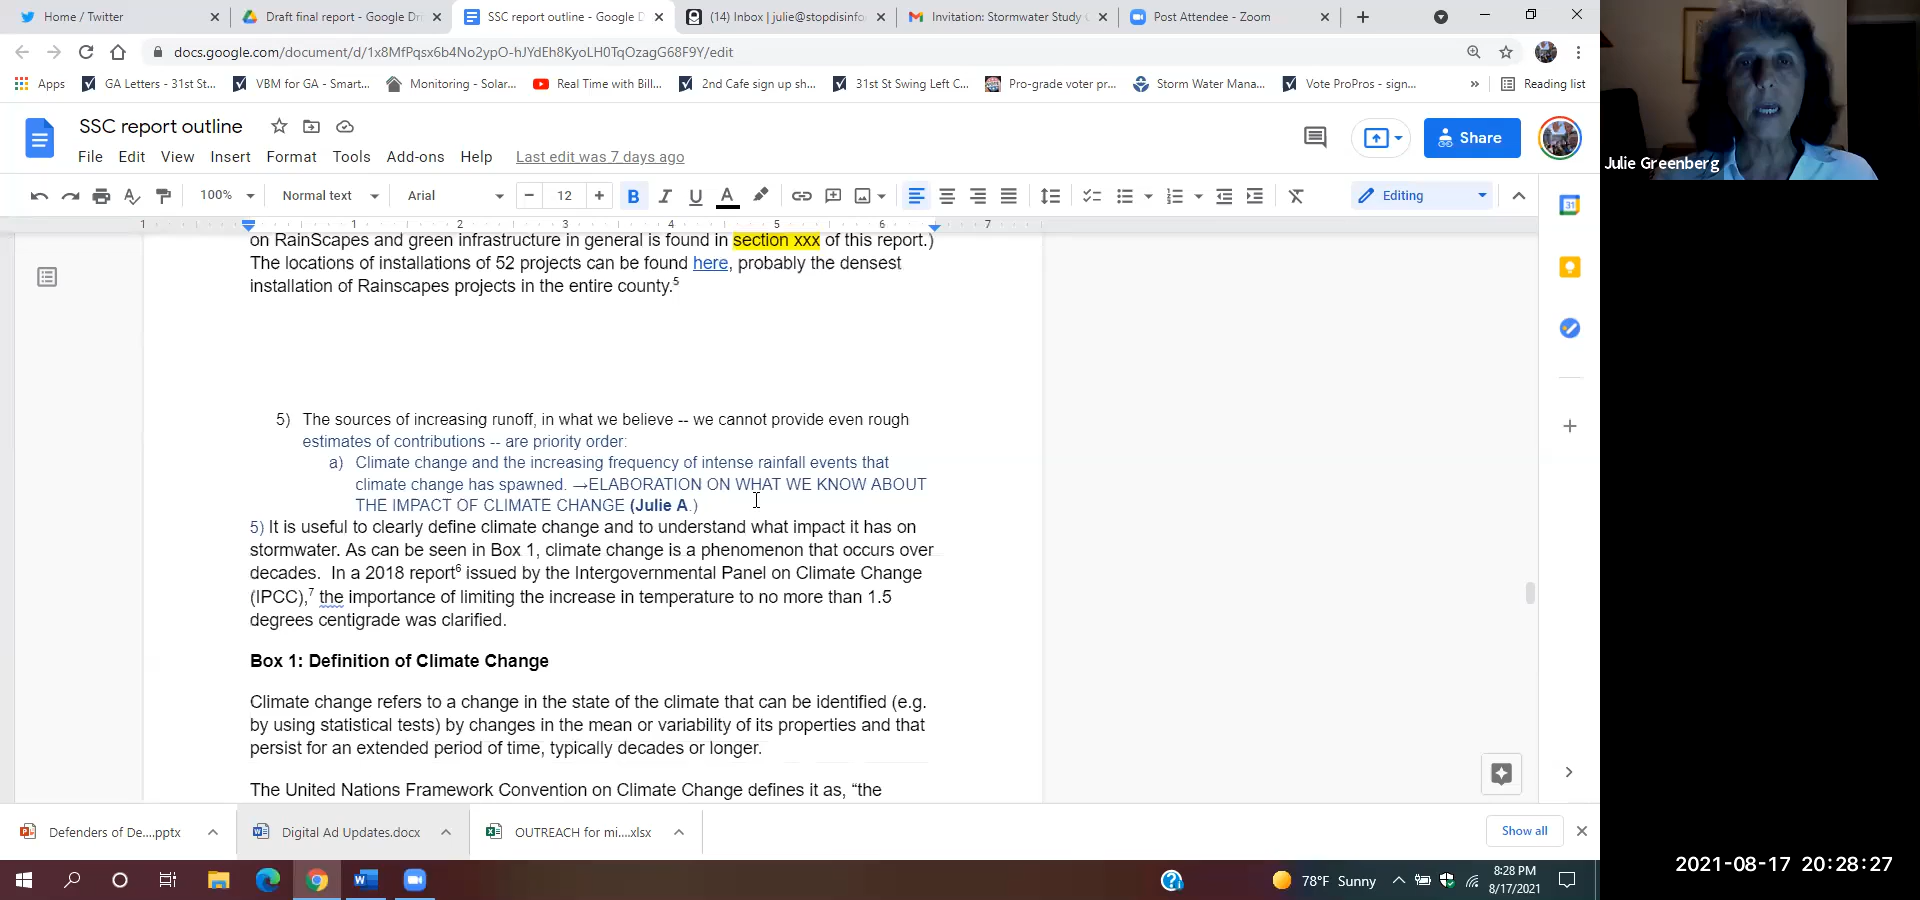 Home / Twitter
Draft final report - Google Dr
SSC report outline - Google D
(14) Inbox | julie@stopdisinfo
Invitation: Stormwater Study
Post Attendee - Zoom
docs.google.com/document/d/1x8MfPqsx6b4No2ypO-hJYdEh8KyoLH0TqOzagG68F9Y/edit
Apps
GA Letters - 31st St...
VBM for GA - Smart...
Monitoring - Solar...
Real Time with Bill...
2nd Cafe sign up sh...
31st St Swing Left C...
Pro-grade voter pr...
Storm Water Mana...
Vote ProPros - sign...
Reading list
SSC report outline
File Edit View Insert Format Tools Add-ons Help Last edit was 7 days ago
Share
Julie Greenberg
100% Normal text Arial 12 B I U A Editing
31
1 1 2 3 4 5 6 7
on RainScapes and green infrastructure in general is found in section xxx of this report.)
The locations of installations of 52 projects can be found here, probably the densest
installation of Rainscapes projects in the entire county.5
5) The sources of increasing runoff, in what we believe -- we cannot provide even rough
estimates of contributions -- are priority order:
a) Climate change and the increasing frequency of intense rainfall events that
climate change has spawned. →ELABORATION ON WHAT WE KNOW ABOUT
THE IMPACT OF CLIMATE CHANGE (Julie A.)
5) It is useful to clearly define climate change and to understand what impact it has on
stormwater. As can be seen in Box 1, climate change is a phenomenon that occurs over
decades. In a 2018 report6 issued by the Intergovernmental Panel on Climate Change
(IPCC),7 the importance of limiting the increase in temperature to no more than 1.5
degrees centigrade was clarified.
Box 1: Definition of Climate Change
Climate change refers to a change in the state of the climate that can be identified (e.g.
by using statistical tests) by changes in the mean or variability of its properties and that
persist for an extended period of time, typically decades or longer.
The United Nations Framework Convention on Climate Change defines it as, “the
Defenders of De....pptx
Digital Ad Updates.docx
OUTREACH for mi....xlsx
Show all
78°F Sunny
8:28 PM
8/17/2021
2021-08-17 20:28:27